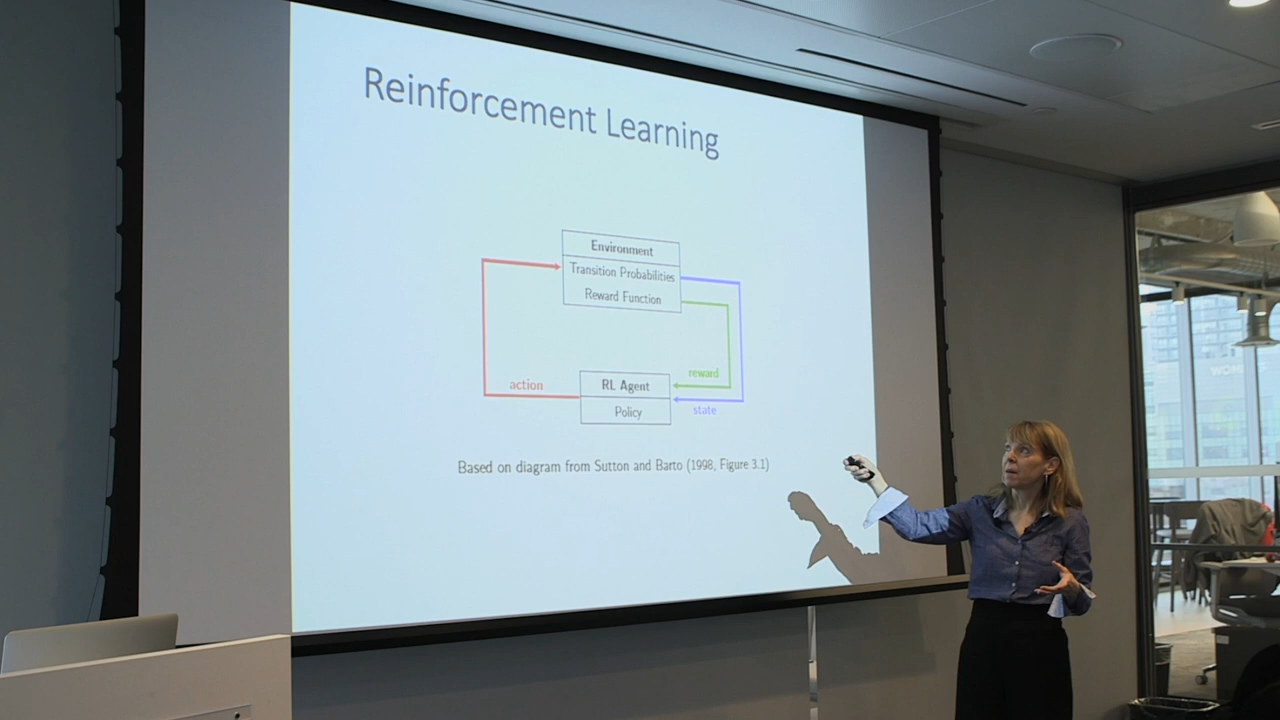 Reinforcement Learning
Environment
Transition Probabilities
Reward Function
reward
action
RL Agent
state
Policy
Based on diagram from Sutton and Barto (1998, Figure 3.1)